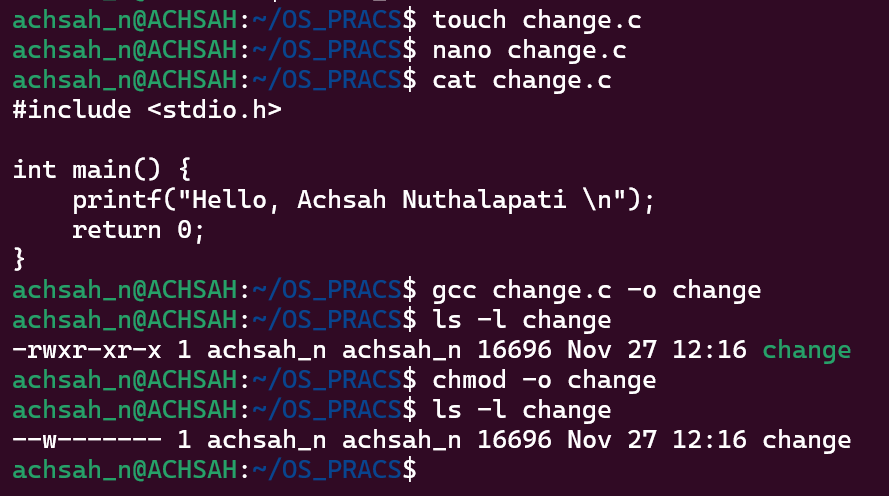 achsah_n@ACHSAH:~/OS_PRACS$ touch change.c
achsah_n@ACHSAH:~/OS_PRACS$ nano change.c
achsah_n@ACHSAH:~/OS_PRACS$ cat change.c
#include <stdio.h>

int main() {
    printf("Hello, Achsah Nuthalapati \n");
    return 0;
}
achsah_n@ACHSAH:~/OS_PRACS$ gcc change.c -o change
achsah_n@ACHSAH:~/OS_PRACS$ ls -l change
-rwxr-xr-x 1 achsah_n achsah_n 16696 Nov 27 12:16 change
achsah_n@ACHSAH:~/OS_PRACS$ chmod -o change
achsah_n@ACHSAH:~/OS_PRACS$ ls -l change
--w------- 1 achsah_n achsah_n 16696 Nov 27 12:16 change
achsah_n@ACHSAH:~/OS_PRACS$